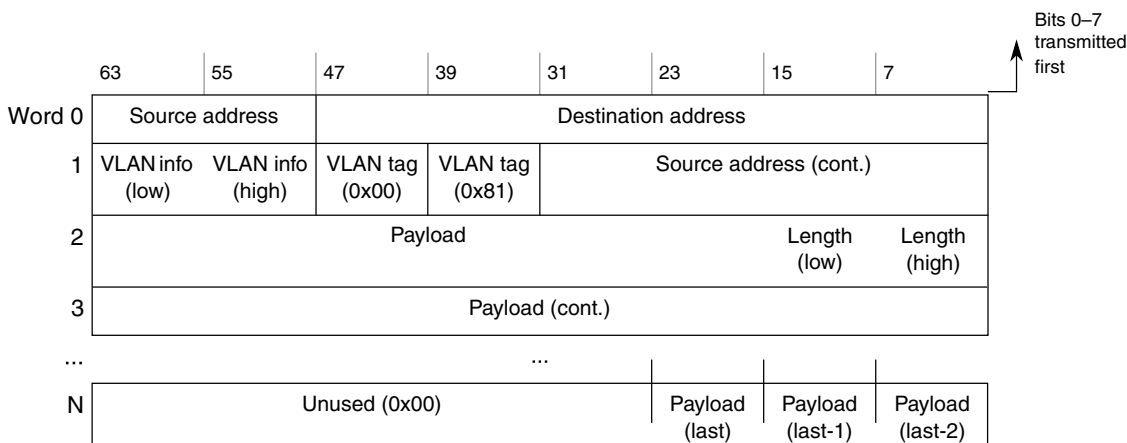 Bits 0–7
transmitted
first
63 55 47 39 31 23 15 7
Word 0 Source address Destination address
1 VLAN info VLAN info VLAN tag VLAN tag Source address (cont.)
(low) (high) (0x00) (0x81)
2 Payload Length Length
(low) (high)
3 Payload (cont.)
... ...
N Unused (0x00) Payload Payload Payload
(last) (last-1) (last-2)